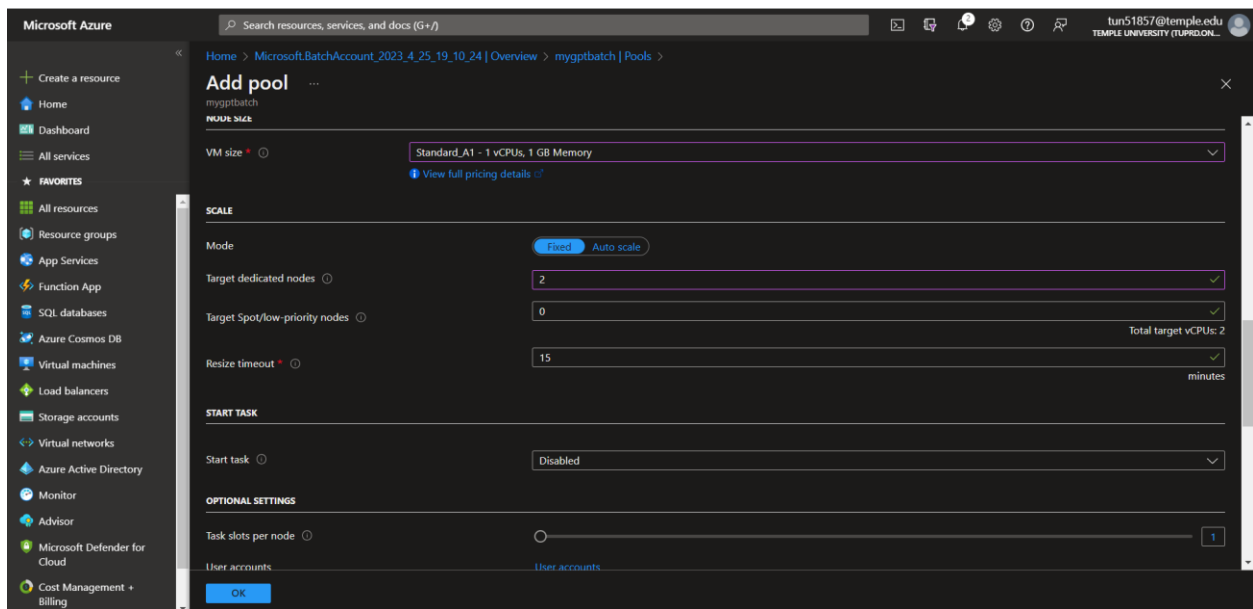 Microsoft Azure
Search resources, services, and docs (G+/)
2
tun51857@temple.edu
TEMPLE UNIVERSITY (TUPRD.ON...
Home > Microsoft.BatchAccount_2023_4_25_19_10_24 | Overview > mygptbatch | Pools >
Add pool ...
mygptbatch
Create a resource
Home
Dashboard
All services
FAVORITES
All resources
Resource groups
App Services
Function App
SQL databases
Azure Cosmos DB
Virtual machines
Load balancers
Storage accounts
Virtual networks
Azure Active Directory
Monitor
Advisor
Microsoft Defender for
Cloud
Cost Management +
Billing
NODE SIZE
VM size * Standard_A1 - 1 vCPUs, 1 GB Memory
View full pricing details
SCALE
Mode Fixed Auto scale
Target dedicated nodes 2
Target Spot/low-priority nodes 0
Total target vCPUs: 2
Resize timeout * 15
minutes
START TASK
Start task Disabled
OPTIONAL SETTINGS
Task slots per node 1
User accounts User accounts
OK